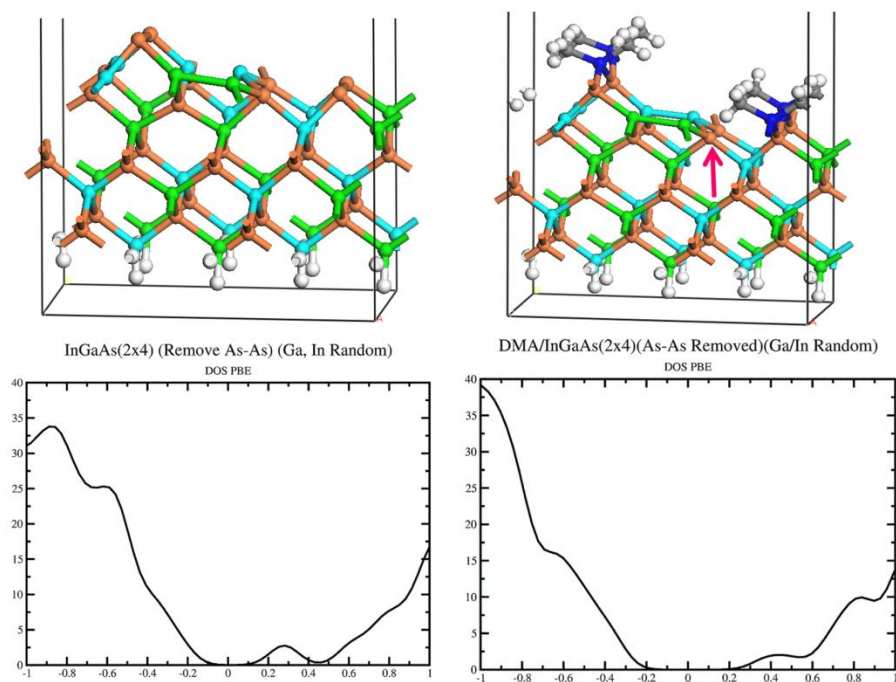 A
A
InGaAs(2x4) (Remove As-As) (Ga, In Random)
DMA/InGaAs(2x4)(As-As Removed)(Ga/In Random)
DOS PBE
DOS PBE
40
35
30
25
20
15
10
5
0
-1 -0.8 -0.6 -0.4 -0.2 0 0.2 0.4 0.6 0.8 1
40
35
30
25
20
15
10
5
0
-1 -0.8 -0.6 -0.4 -0.2 0 0.2 0.4 0.6 0.8 1